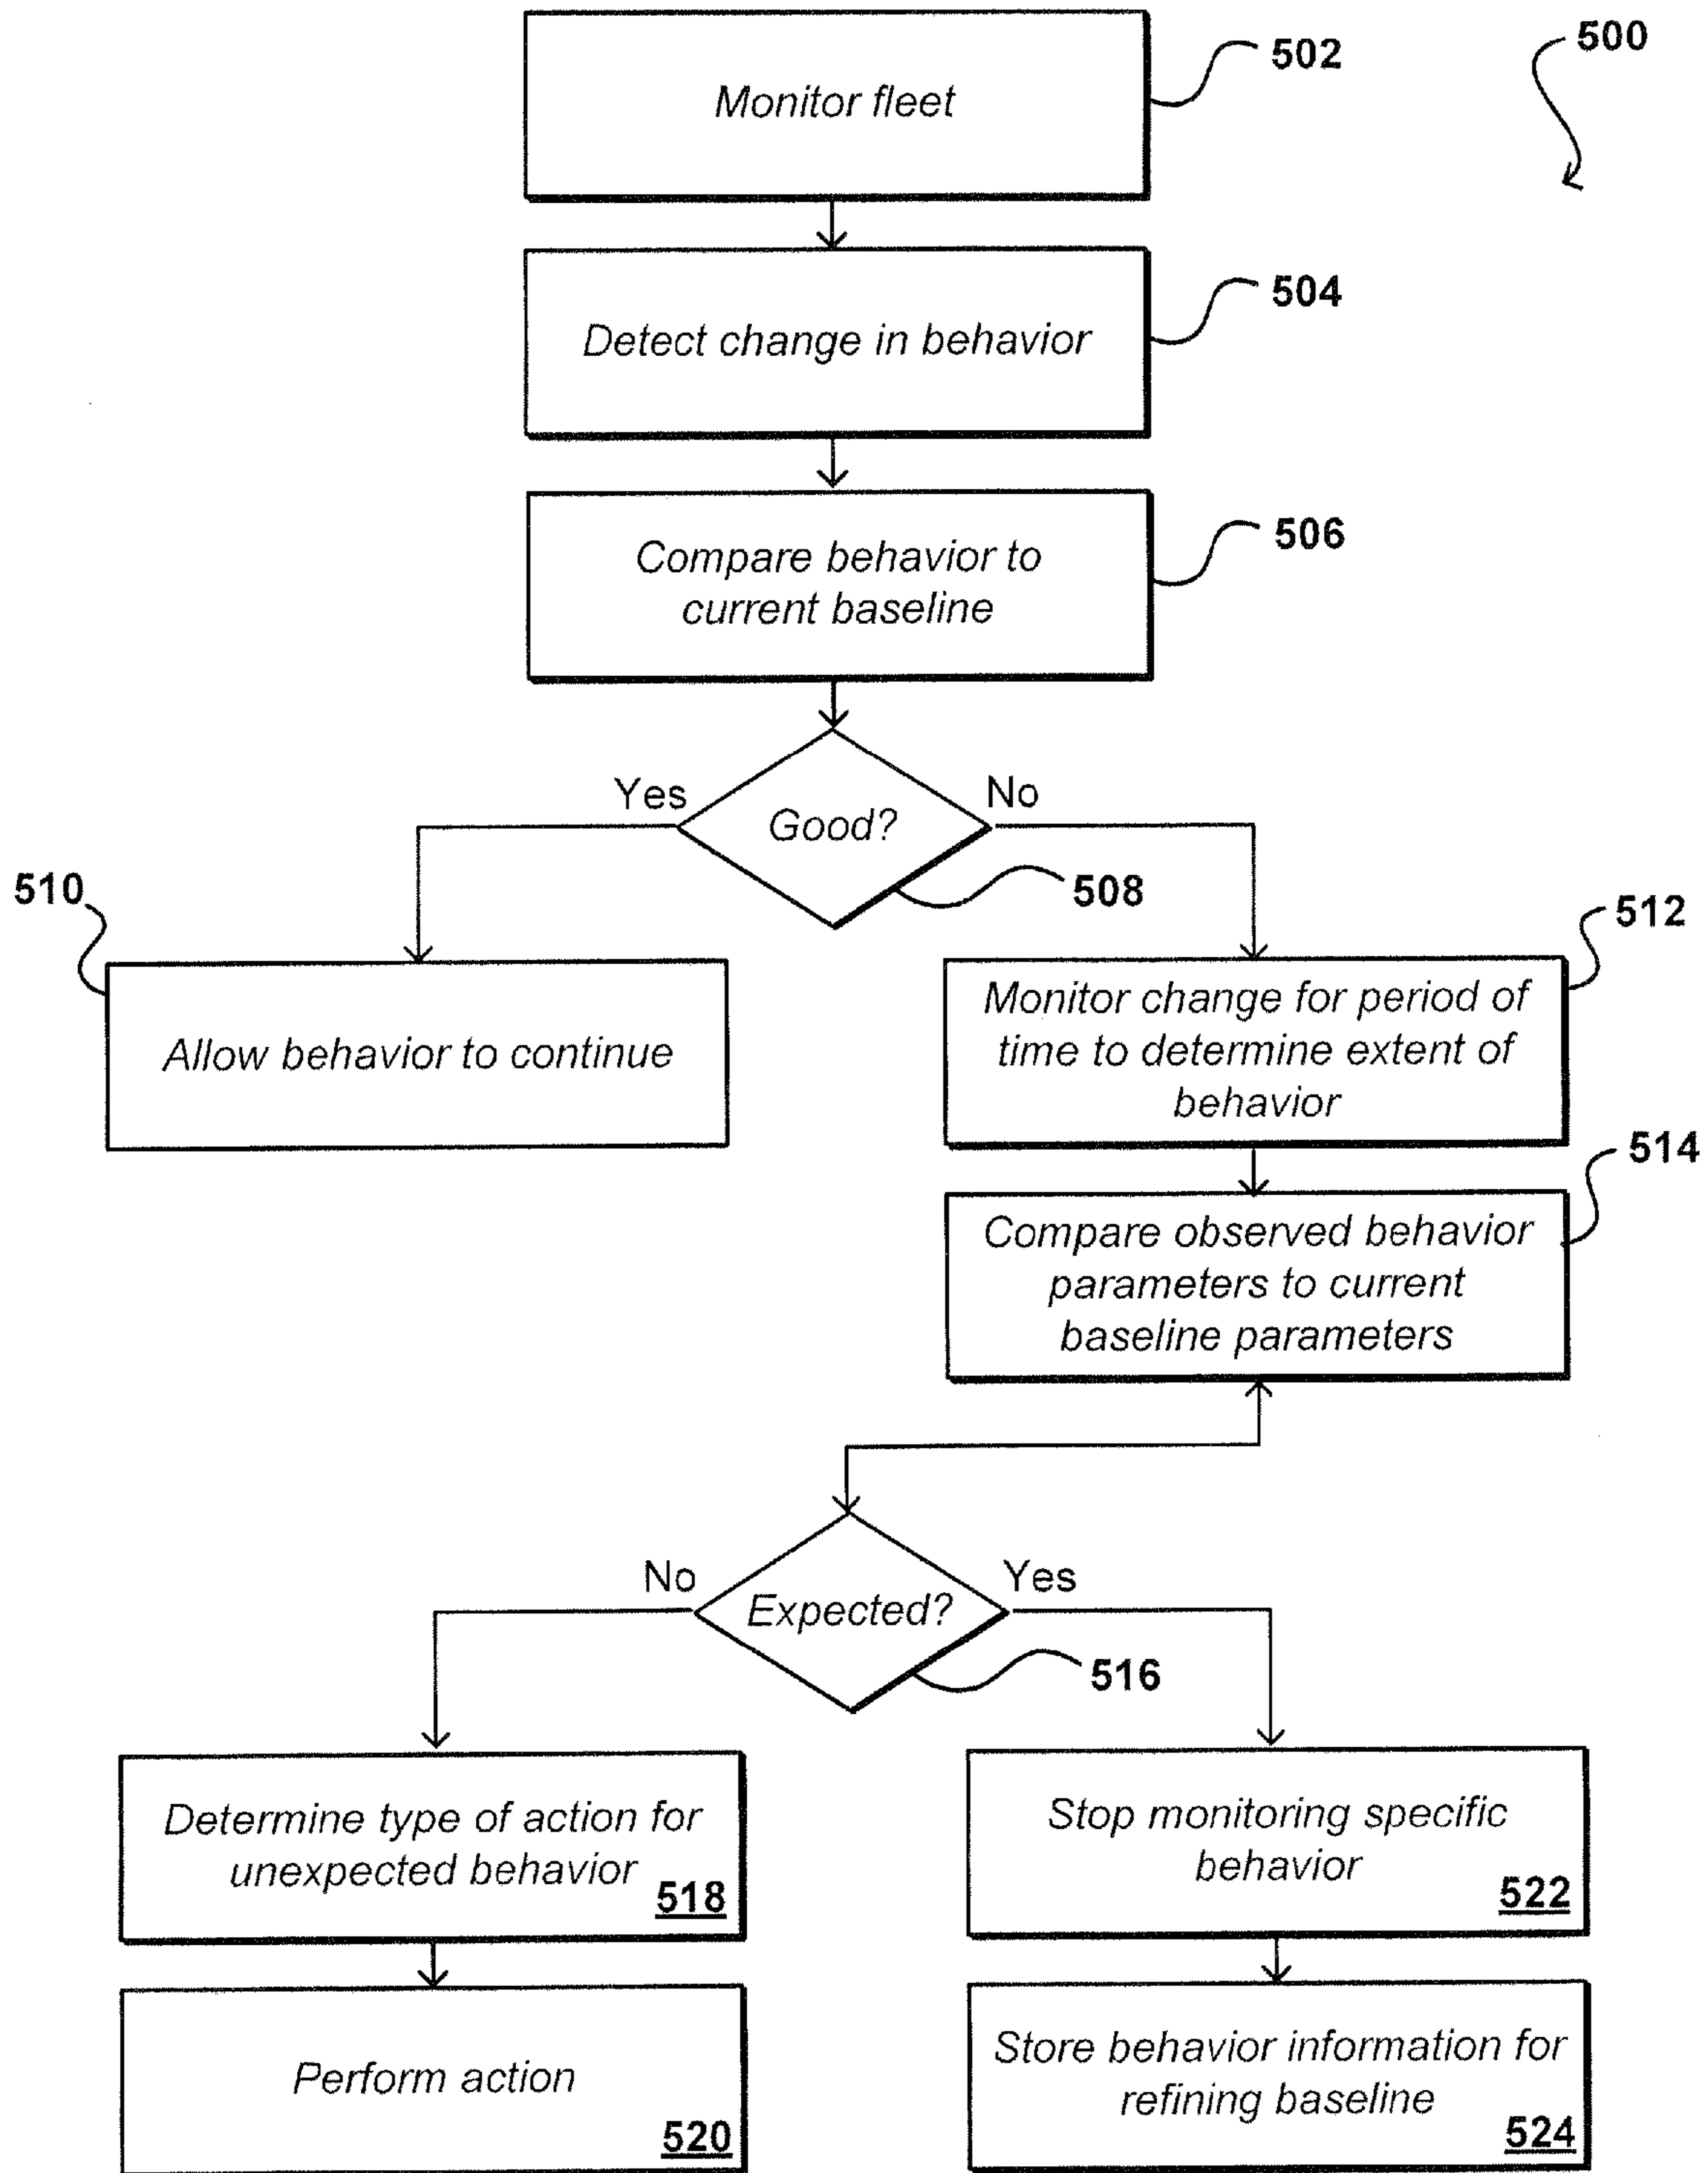 500
Monitor fleet
502
Detect change in behavior
504
Compare behavior to
current baseline
506
Good?
Yes
No
508
510
Allow behavior to continue
512
Monitor change for period of
time to determine extent of
behavior
514
Compare observed behavior
parameters to current
baseline parameters
Expected?
No
Yes
516
Determine type of action for
unexpected behavior
518
Stop monitoring specific
behavior
522
Perform action
520
Store behavior information for
refining baseline
524